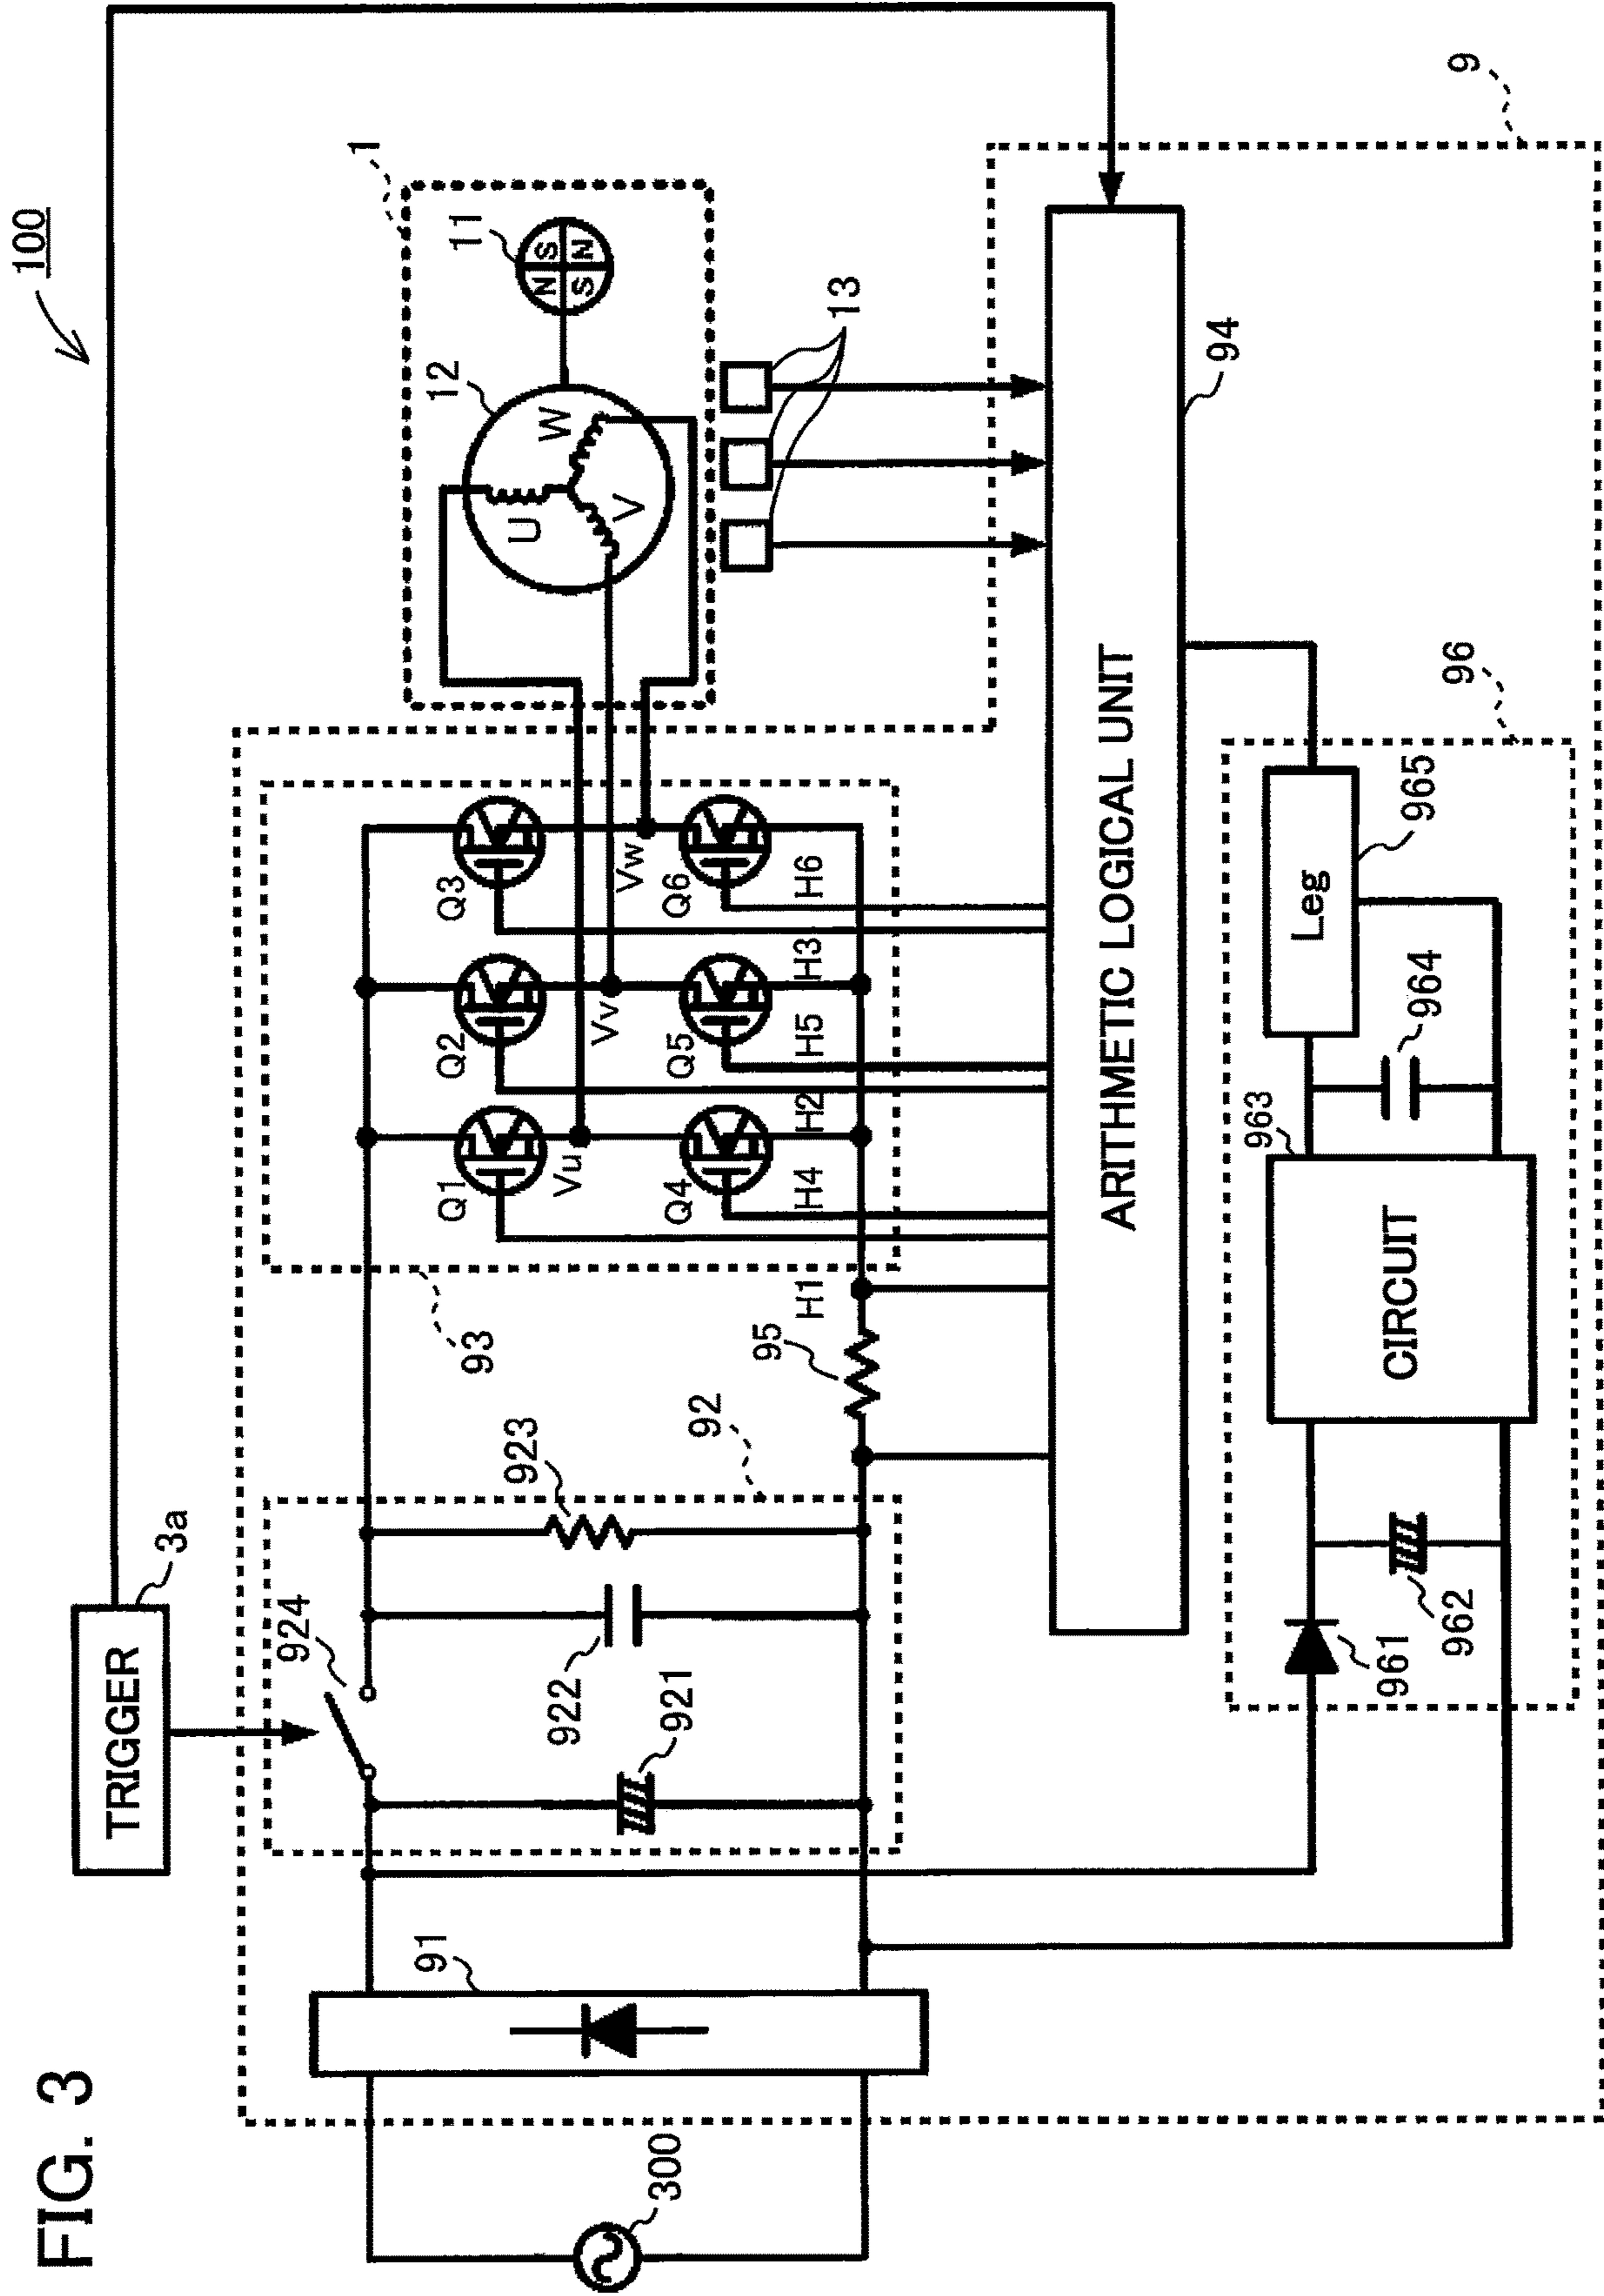 FIG. 3
100
TRIGGER
3a
1
11
N
S
S
N
12
U
V
W
13
9
93
Q1
Q2
Q3
Vu
Vv
Vw
Q4
Q5
Q6
H4
H2
H5
H3
H6
H1
95
92
924
923
922
921
91
300
ARITHMETIC LOGICAL UNIT
94
96
961
962
963
CIRCUIT
964
Leg
965